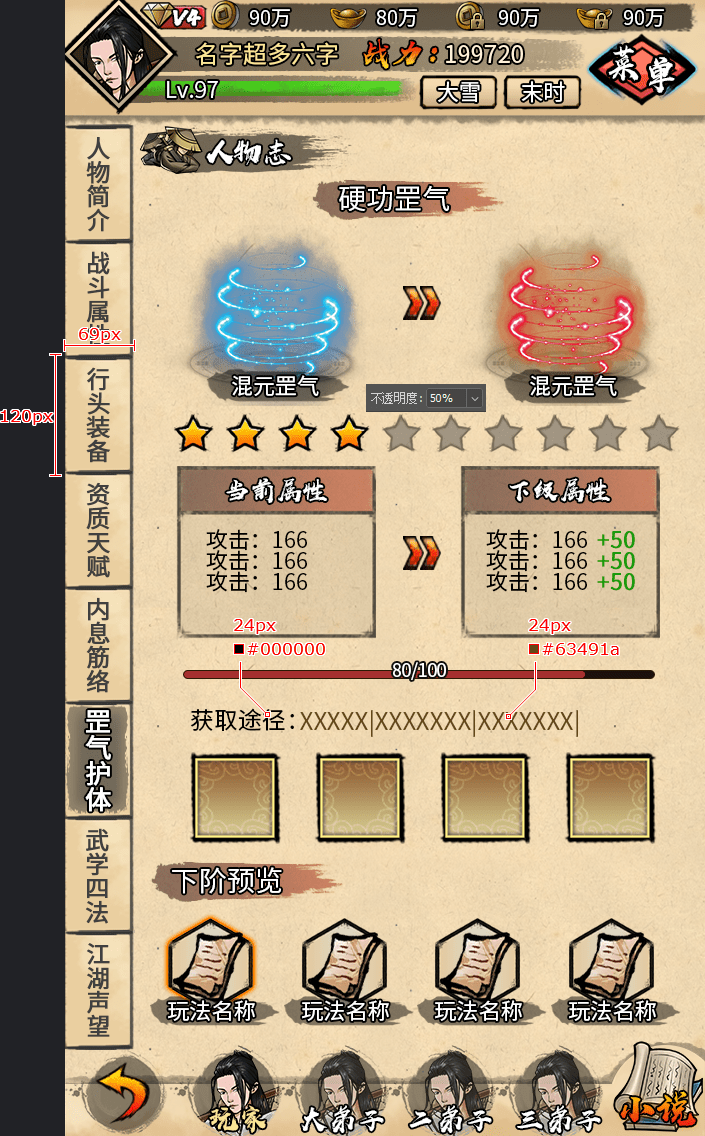 V4 90万 80万 90万 90万
名字超多六字 战力：199720
Lv.97 大雪 末时
菜单
人物志
硬功罡气
人物简介
战斗属性
行头装备
资质天赋
内息筋络
罡气护体
武学四法
江湖声望
69px
120px
混元罡气 混元罡气
不透明度: 50%
当前属性 下级属性
攻击：166 攻击：166 +50
攻击：166 攻击：166 +50
攻击：166 攻击：166 +50
24px 24px
#000000 #63491a
80/100
获取途径：XXXXX|XXXXXXX|XXXXXXX|
下阶预览
玩法名称 玩法名称 玩法名称 玩法名称
玩家 大弟子 二弟子 三弟子 小说